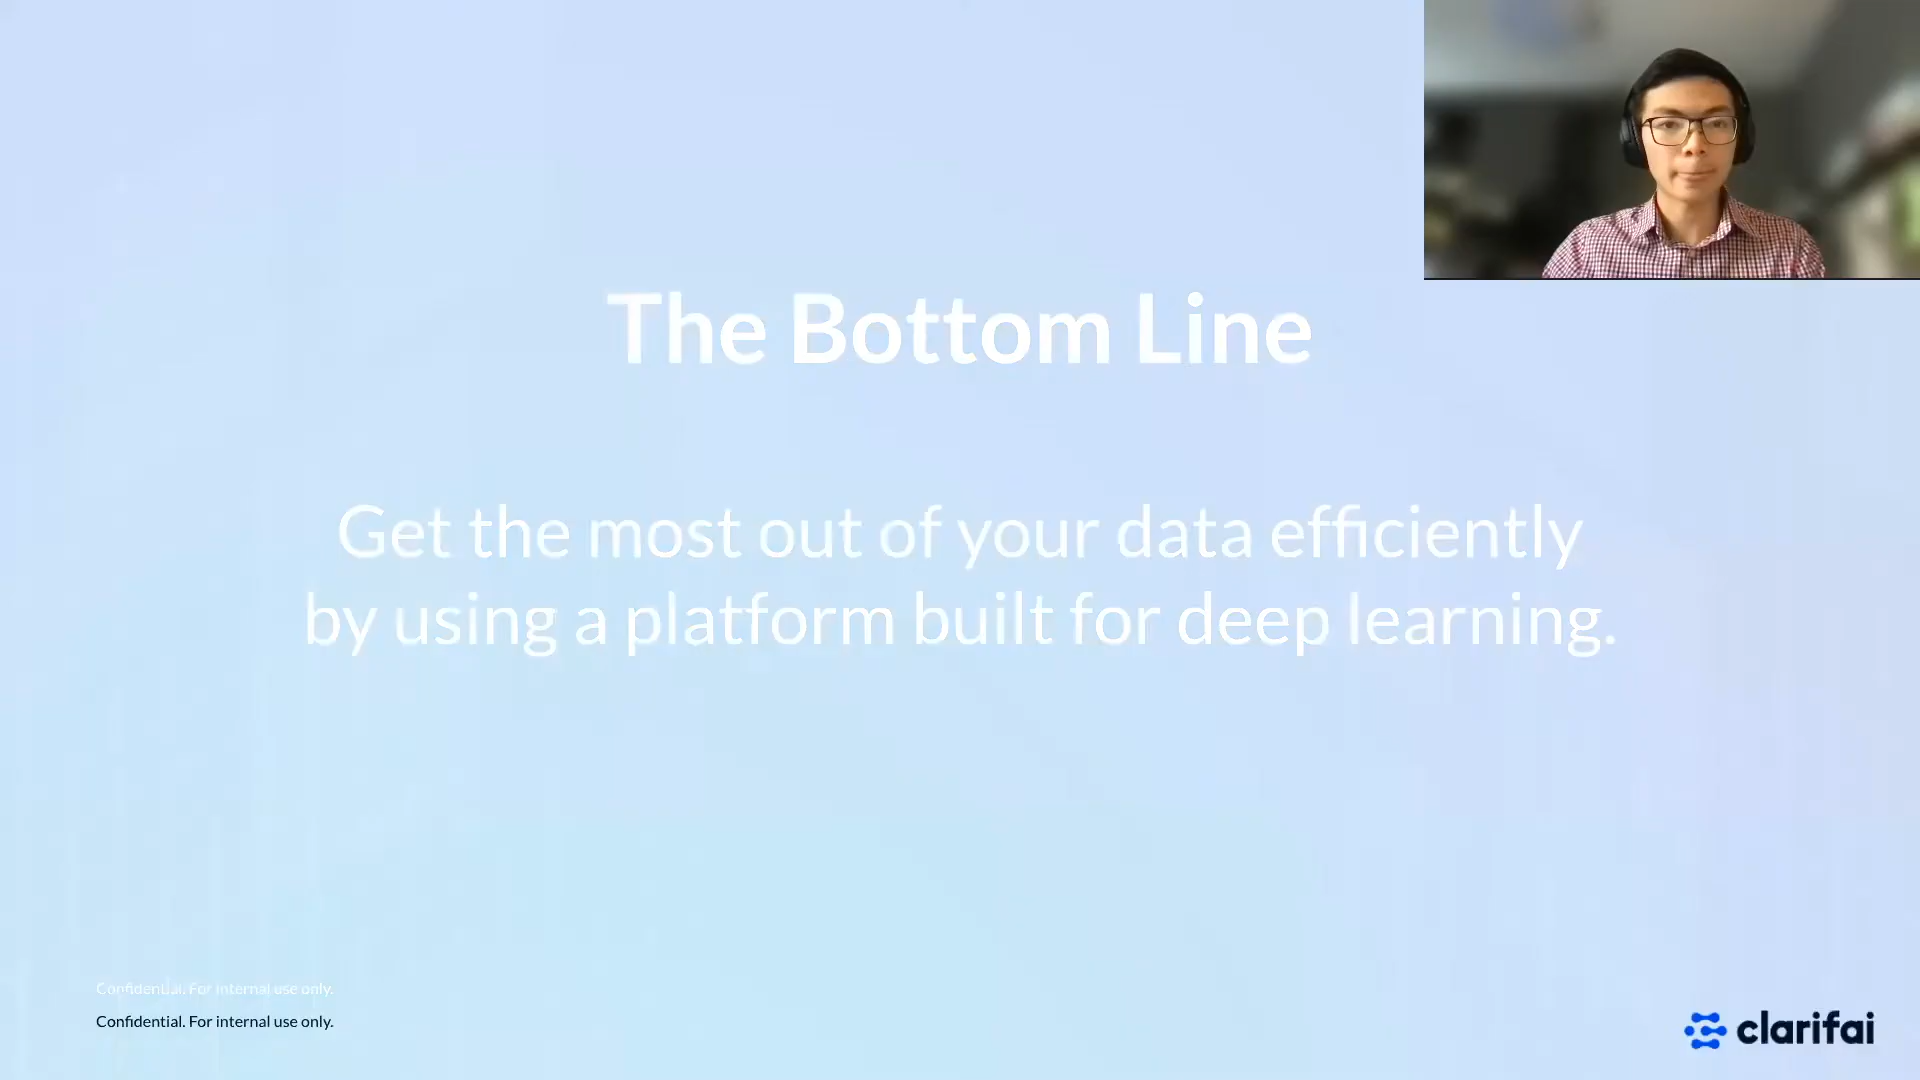 The Bottom Line
Get the most out of your data efficiently
by using a platform built for deep learning.
Confidential. For internal use only.
Confidential. For internal use only.
clarifai